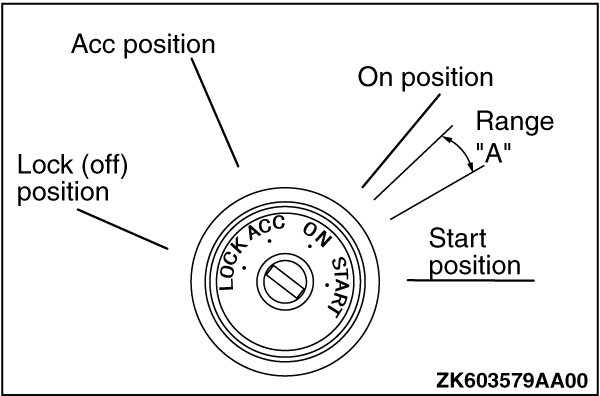 Acc position
On position
Range
"A"
Lock (off)
position
LOCK
ACC
ON
START
Start
position
ZK603579AA00